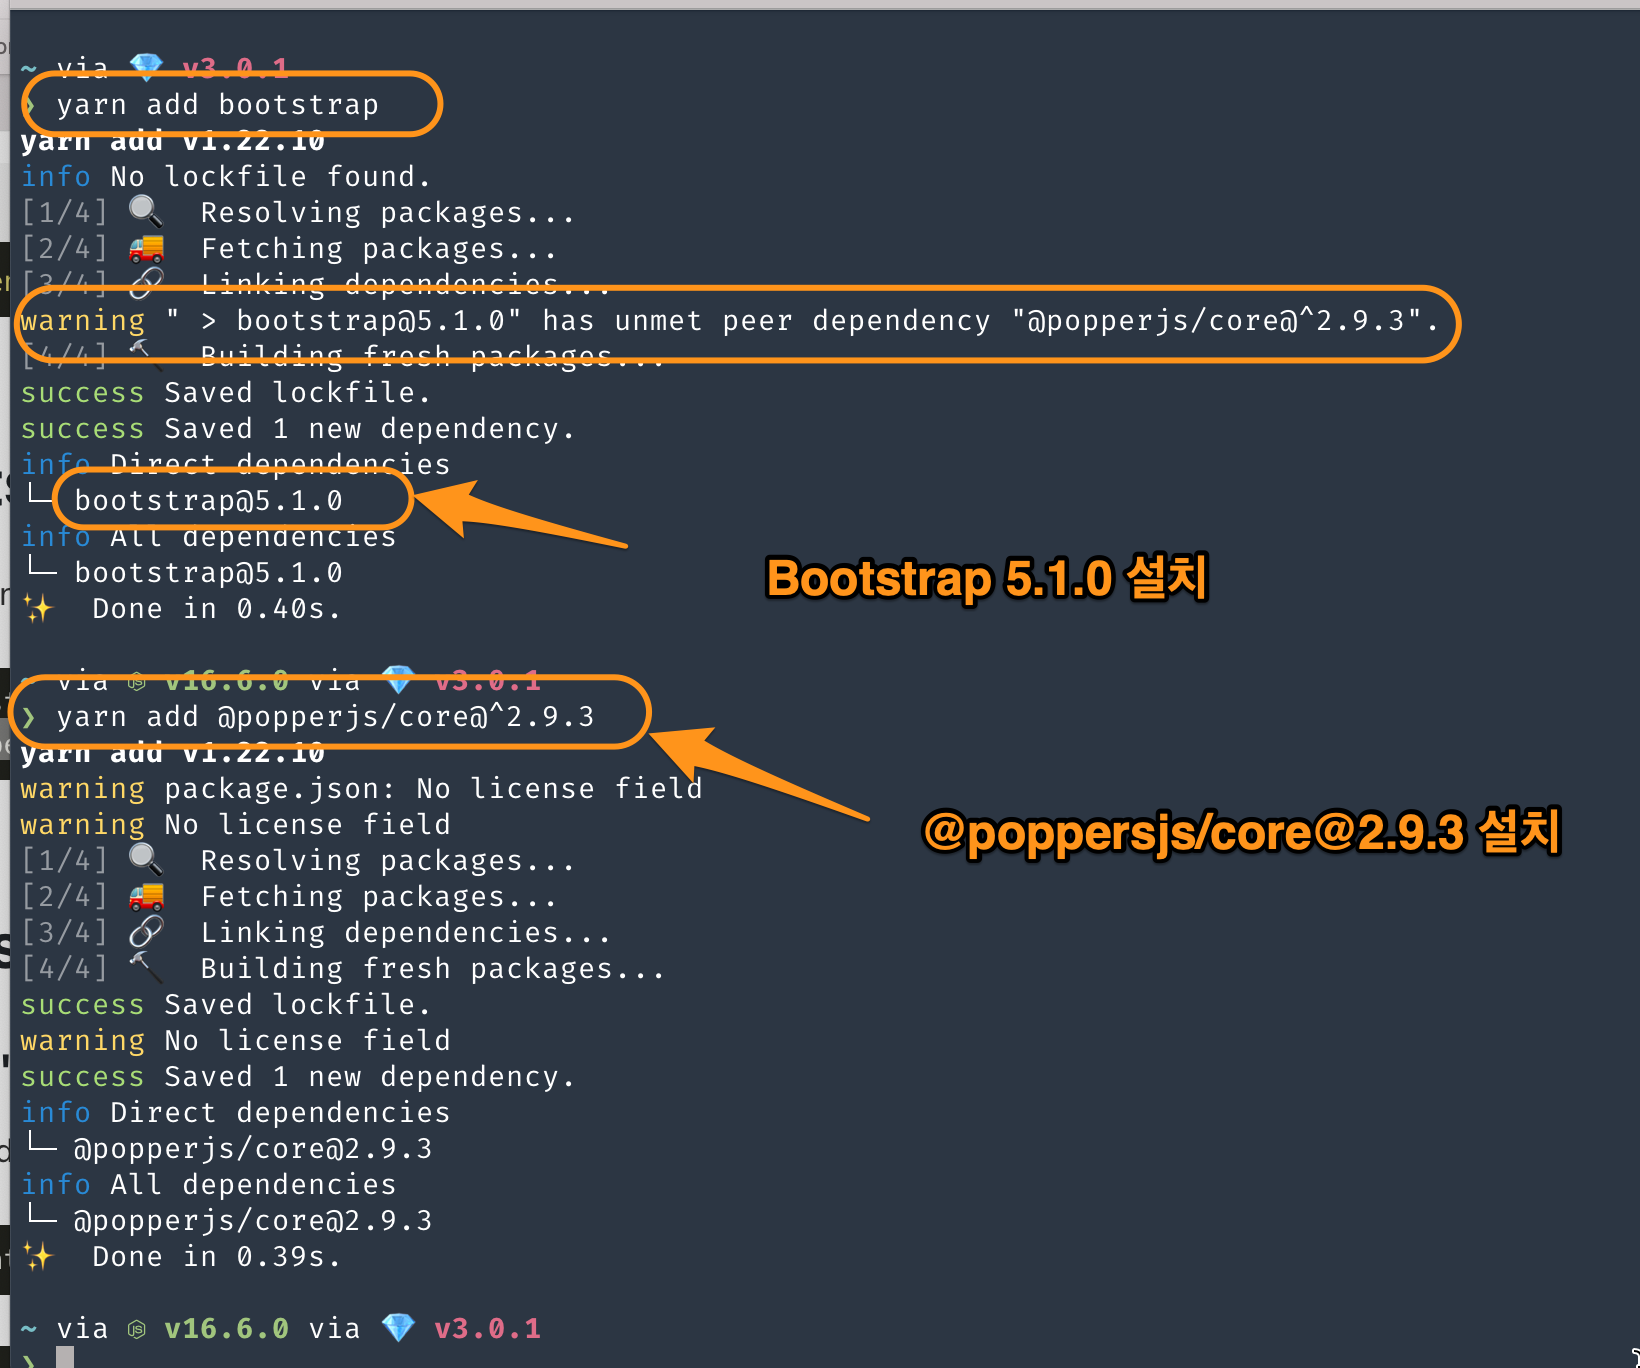 ~ via 💎 v3.0.1
❯ yarn add bootstrap
yarn add v1.22.10
info No lockfile found.
[1/4] 🔍 Resolving packages...
[2/4] 🚚 Fetching packages...
[3/4] 🔗 Linking dependencies...
warning " > bootstrap@5.1.0" has unmet peer dependency "@popperjs/core@^2.9.3".
[4/4] 🔨 Building fresh packages...
success Saved lockfile.
success Saved 1 new dependency.
info Direct dependencies
└─ bootstrap@5.1.0
info All dependencies
└─ bootstrap@5.1.0
Bootstrap 5.1.0 설치
✨ Done in 0.40s.
~ via v16.6.0 via 💎 v3.0.1
❯ yarn add @popperjs/core@^2.9.3
yarn add v1.22.10
warning package.json: No license field
warning No license field
@poppersjs/core@2.9.3 설치
[1/4] 🔍 Resolving packages...
[2/4] 🚚 Fetching packages...
[3/4] 🔗 Linking dependencies...
[4/4] 🔨 Building fresh packages...
success Saved lockfile.
warning No license field
success Saved 1 new dependency.
info Direct dependencies
└─ @popperjs/core@2.9.3
info All dependencies
└─ @popperjs/core@2.9.3
✨ Done in 0.39s.
~ via v16.6.0 via 💎 v3.0.1
❯